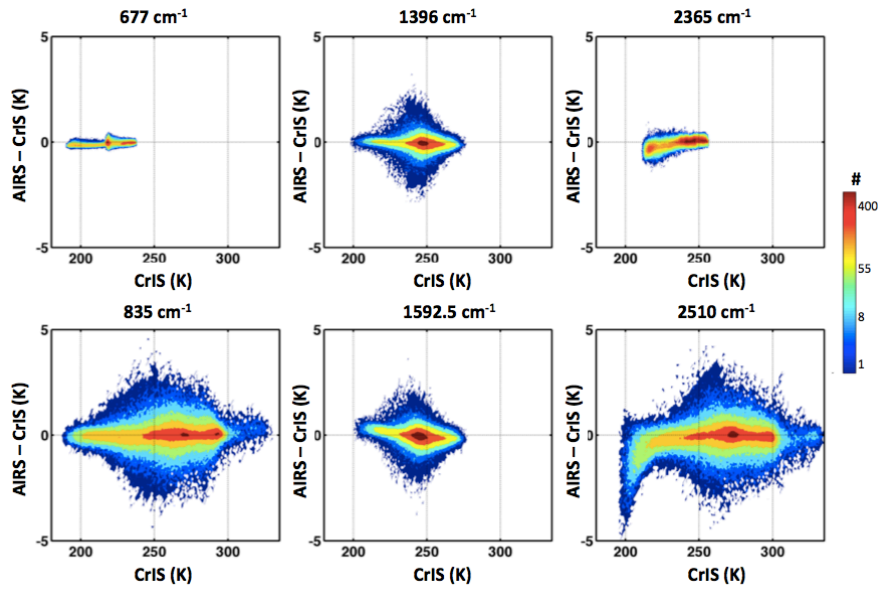 677 cm-1
1396 cm-1
2365 cm-1
5
0
-5
AIRS – CrIS (K)
200 250 300
CrIS (K)
5
0
-5
AIRS – CrIS (K)
200 250 300
CrIS (K)
5
0
-5
AIRS – CrIS (K)
200 250 300
CrIS (K)
#
400
55
8
1
835 cm-1
1592.5 cm-1
2510 cm-1
5
0
-5
AIRS – CrIS (K)
200 250 300
CrIS (K)
5
0
-5
AIRS – CrIS (K)
200 250 300
CrIS (K)
5
0
-5
AIRS – CrIS (K)
200 250 300
CrIS (K)